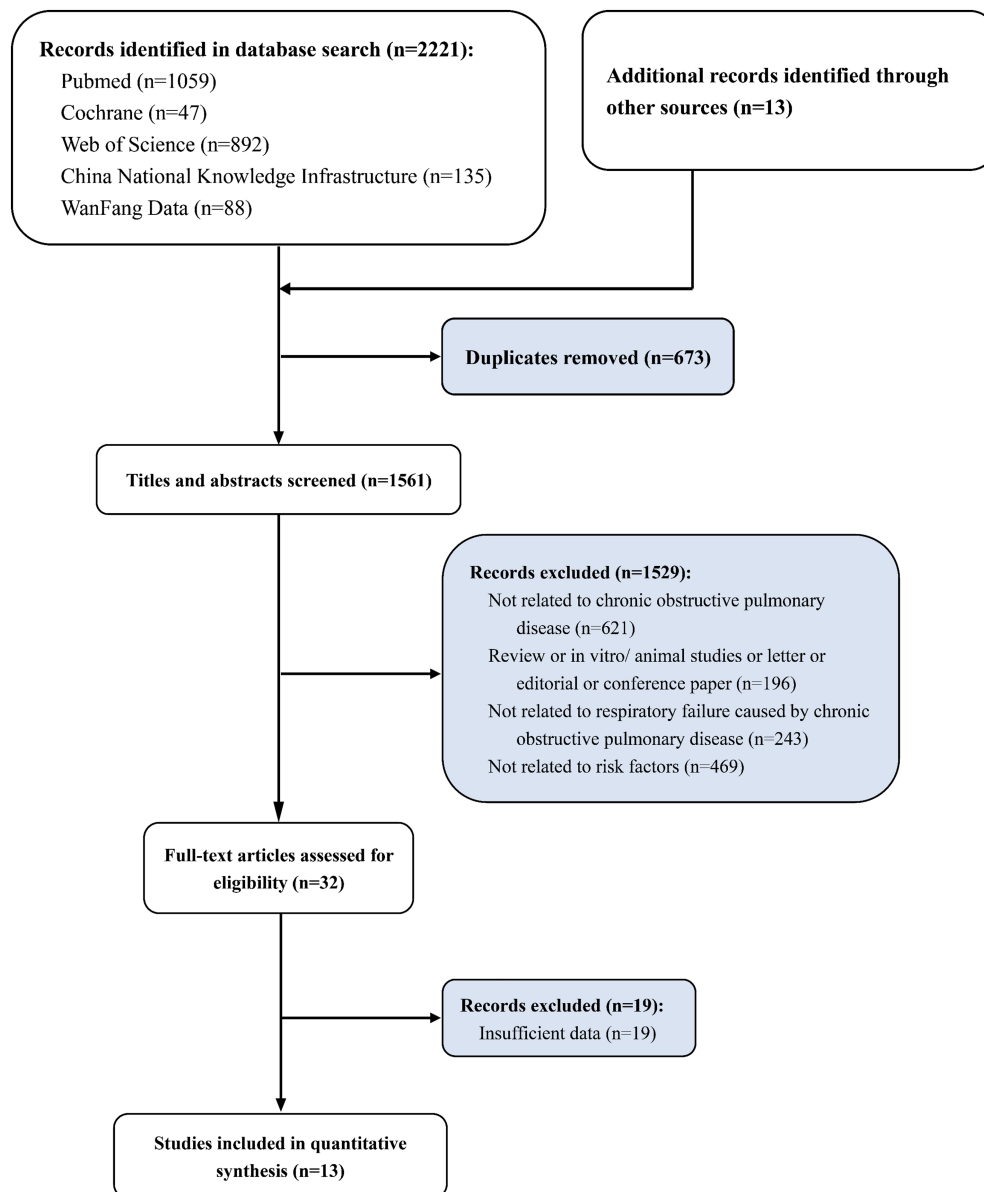 Records identified in database search (n=2221):
Pubmed (n=1059)
Cochrane (n=47)
Web of Science (n=892)
China National Knowledge Infrastructure (n=135)
WanFang Data (n=88)
Additional records identified through
other sources (n=13)
Duplicates removed (n=673)
Titles and abstracts screened (n=1561)
Records excluded (n=1529):
Not related to chronic obstructive pulmonary
disease (n=621)
Review or in vitro/ animal studies or letter or
editorial or conference paper (n=196)
Not related to respiratory failure caused by chronic
obstructive pulmonary disease (n=243)
Not related to risk factors (n=469)
Full-text articles assessed for
eligibility (n=32)
Records excluded (n=19):
Insufficient data (n=19)
Studies included in quantitative
synthesis (n=13)